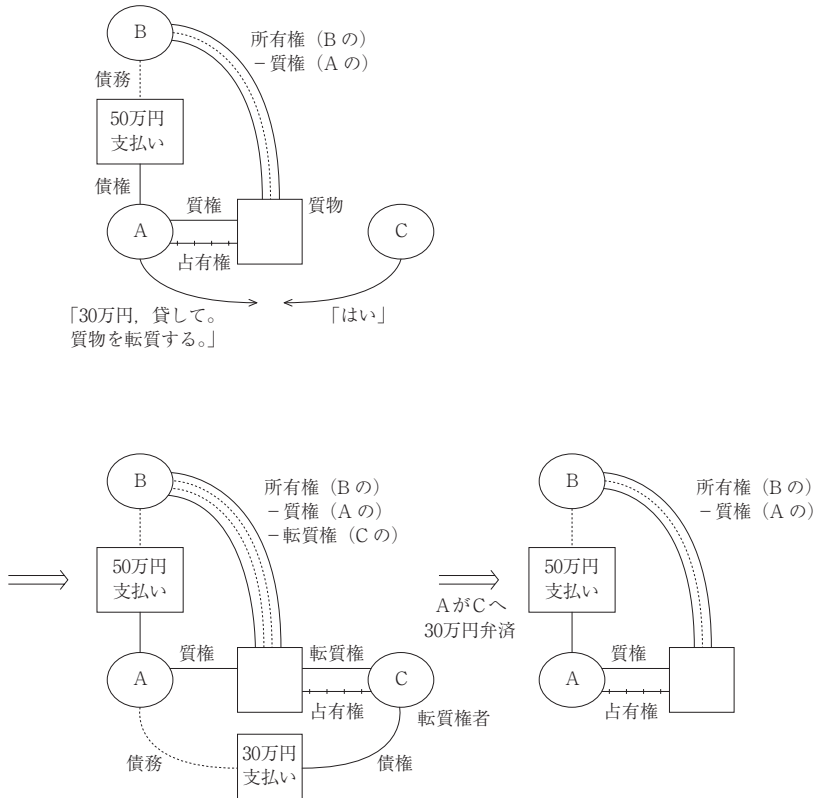 B
所有権（Bの）
－質権（Aの）
債務
50万円
支払い
債権
質権
質物
A
C
占有権
「30万円，貸して。
質物を転質する。」
「はい」
B
所有権（Bの）
－質権（Aの）
－転質権（Cの）
50万円
支払い
質権
転質権
A
C
占有権
転質権者
債務
30万円
支払い
債権
AがCへ
30万円弁済
B
所有権（Bの）
－質権（Aの）
50万円
支払い
質権
A
占有権